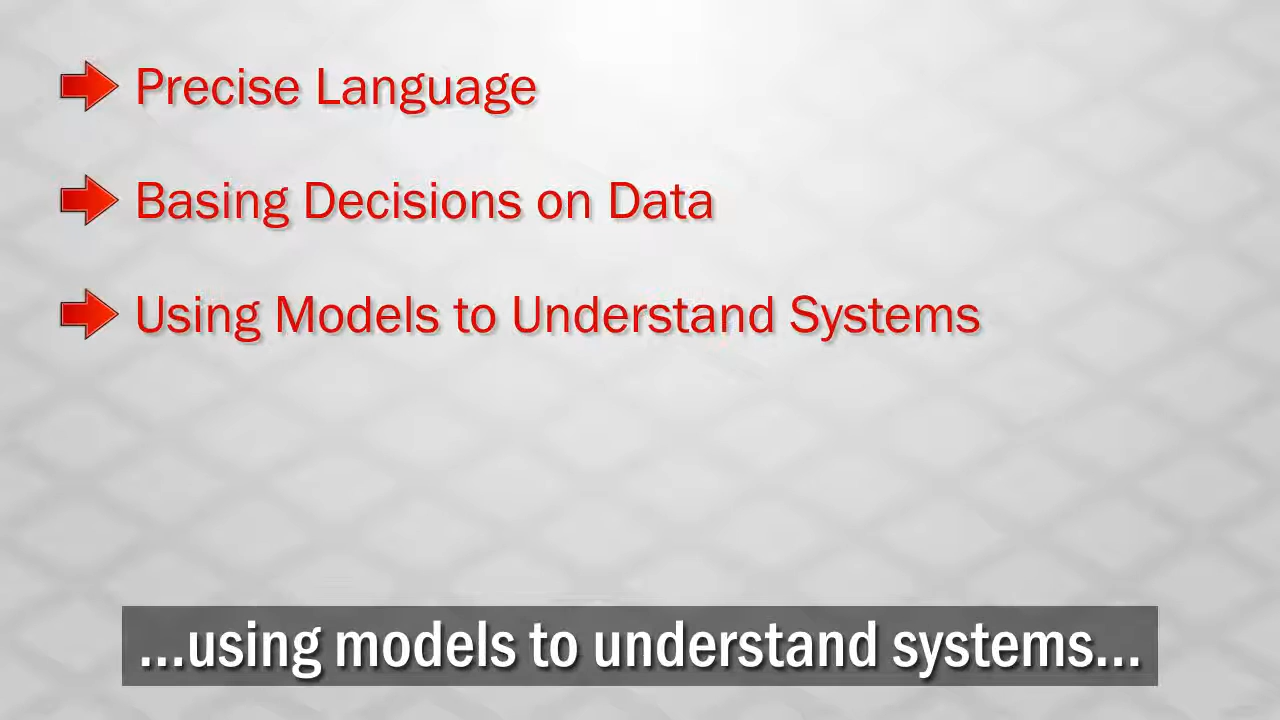 Precise Language
Basing Decisions on Data
Using Models to Understand Systems
...using models to understand systems...